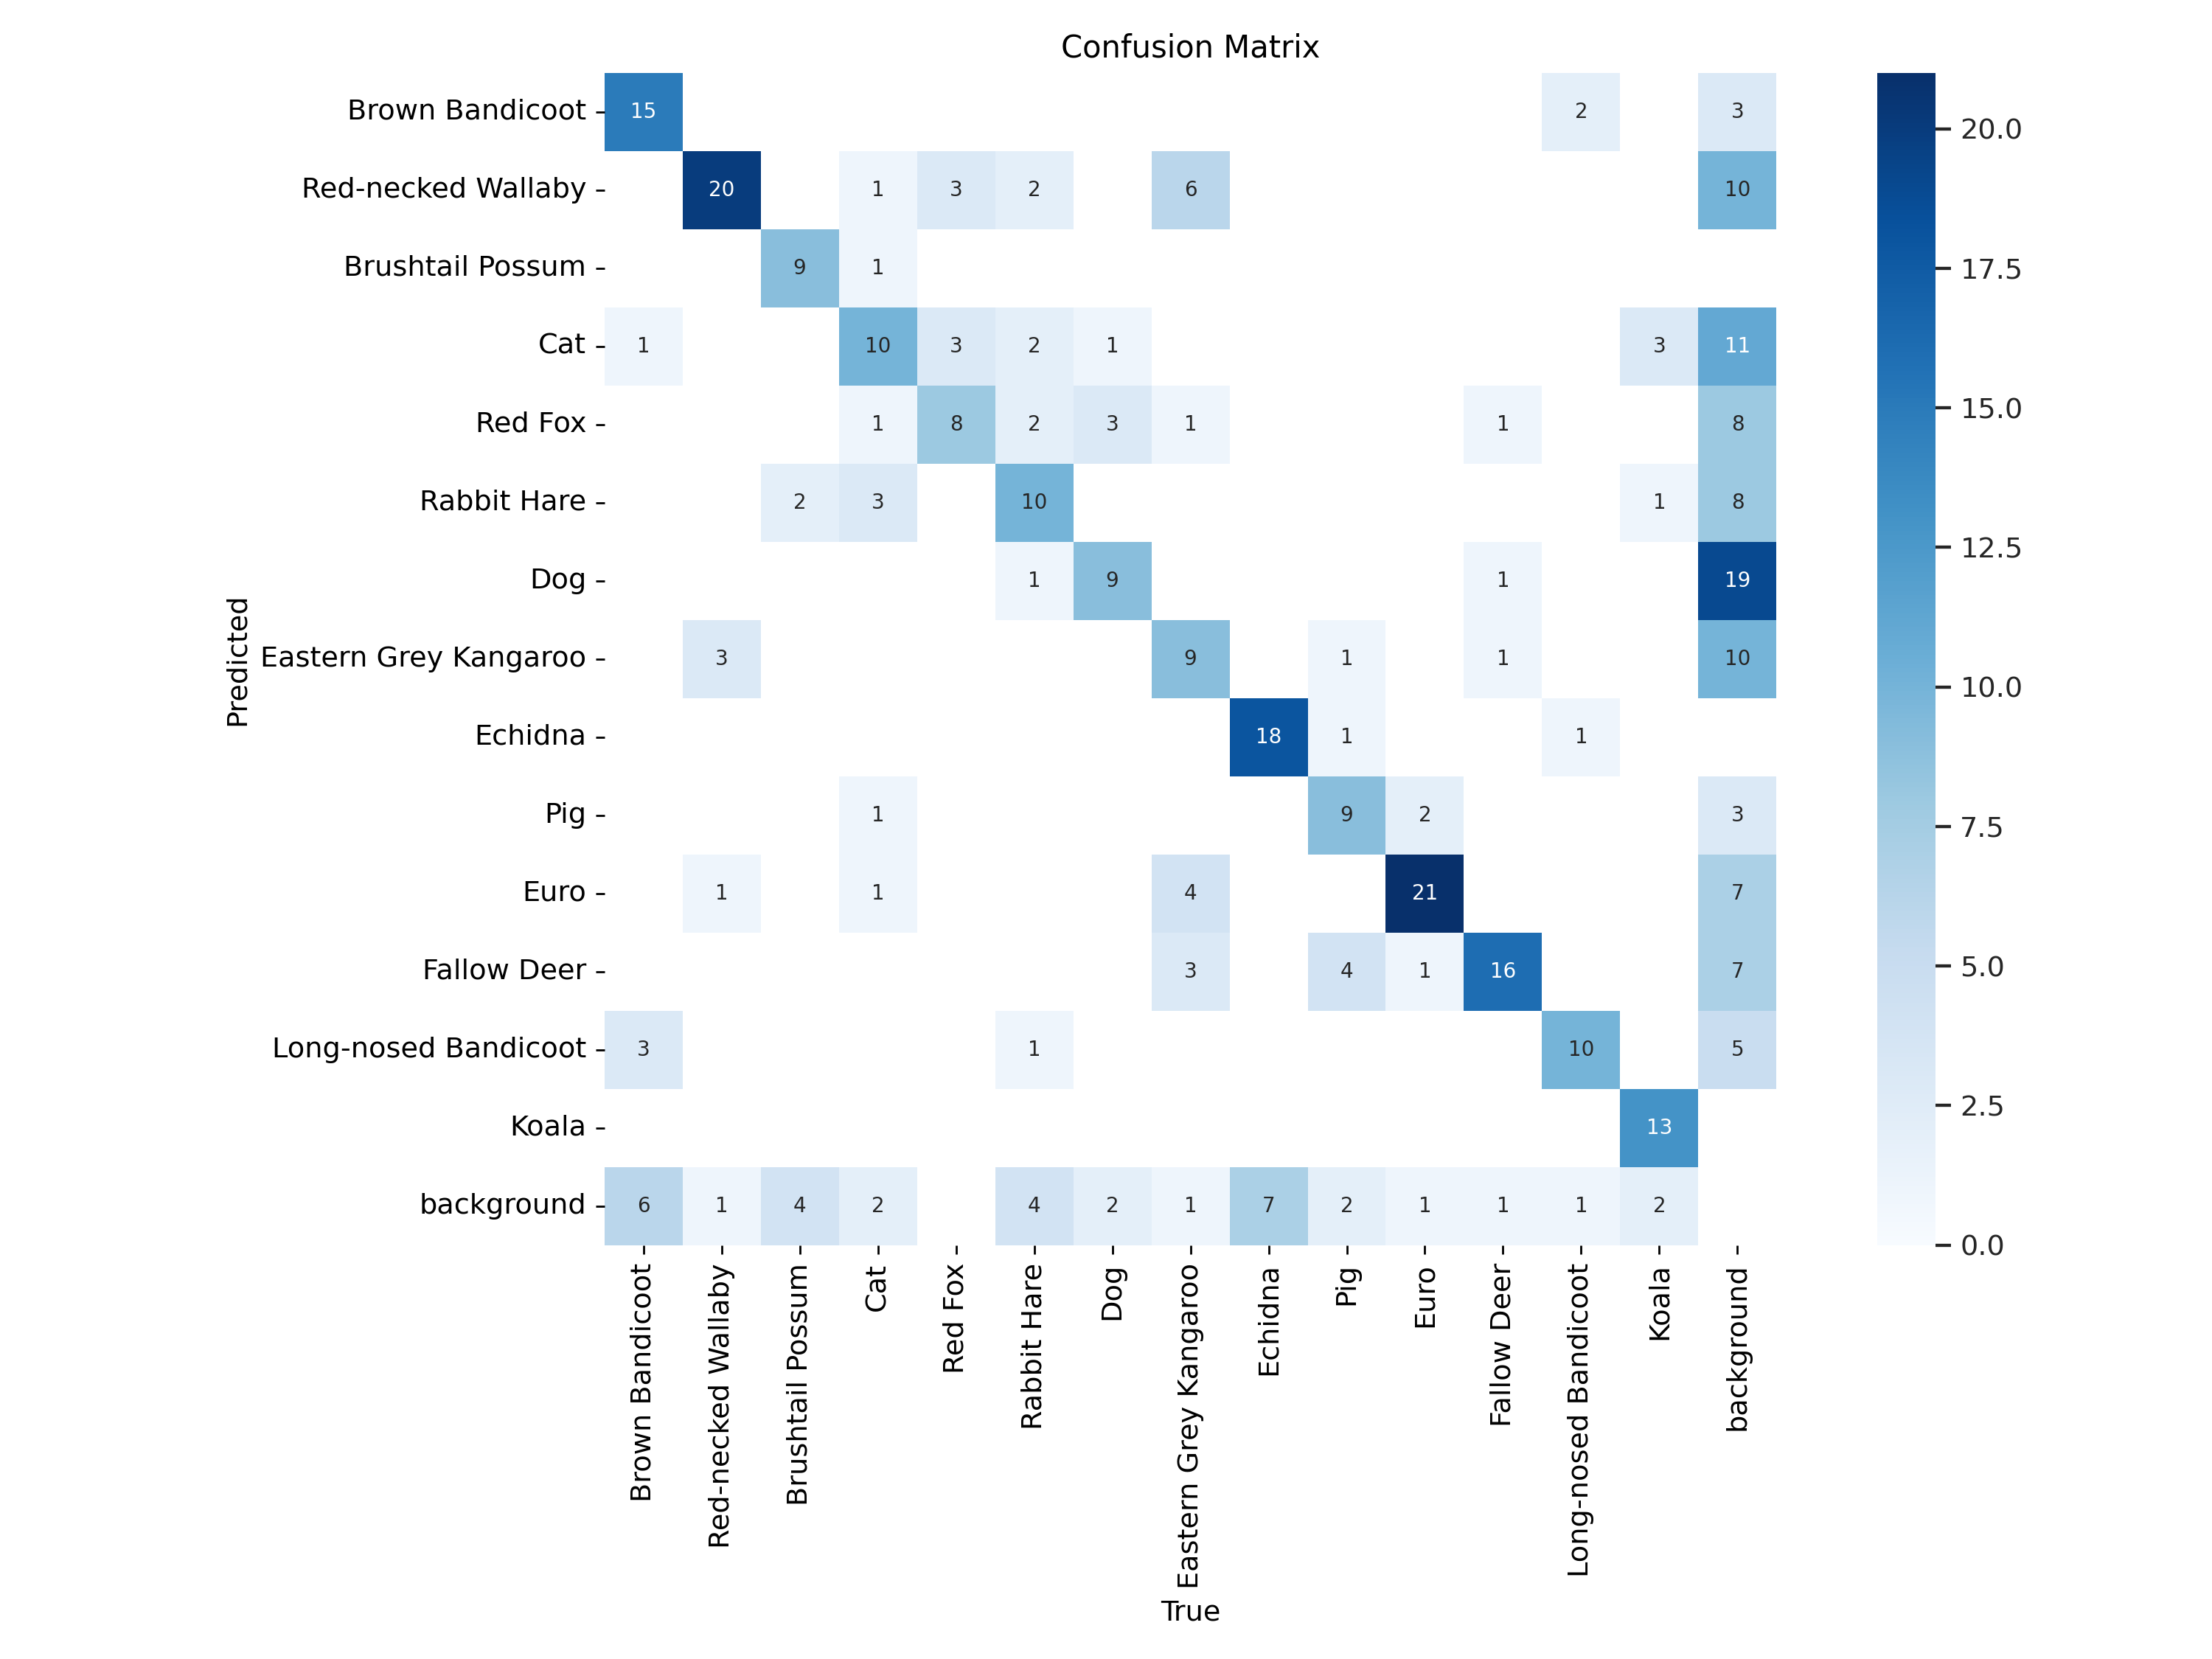 Confusion Matrix
Predicted
Brown Bandicoot 15 2 3
Red-necked Wallaby 20 1 3 2 6 10
Brushtail Possum 9 1
Cat 1 10 3 2 1 3 11
Red Fox 1 8 2 3 1 1 8
Rabbit Hare 2 3 10 1 8
Dog 1 9 1 19
Eastern Grey Kangaroo 3 9 1 1 10
Echidna 18 1 1
Pig 1 9 2 3
Euro 1 1 4 21 7
Fallow Deer 3 4 1 16 7
Long-nosed Bandicoot 3 1 10 5
Koala 13
background 6 1 4 2 4 2 1 7 2 1 1 1 2
Brown Bandicoot
Red-necked Wallaby
Brushtail Possum
Cat
Red Fox
Rabbit Hare
Dog
Eastern Grey Kangaroo
Echidna
Pig
Euro
Fallow Deer
Long-nosed Bandicoot
Koala
background
True
20.0
17.5
15.0
12.5
10.0
7.5
5.0
2.5
0.0